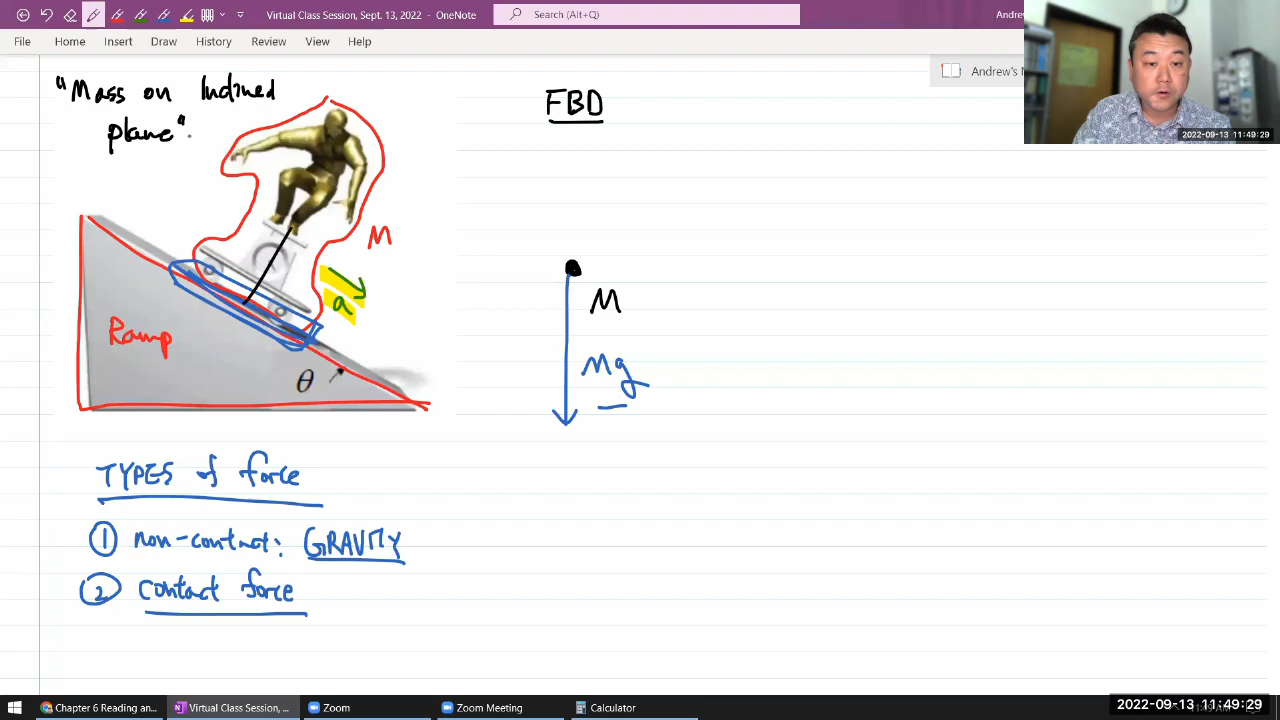 Virtual Class Session, Sept. 13, 2022 - OneNote
Search (Alt+Q)
Andre
File Home Insert Draw History Review View Help
Andrew's N
2022-09-13 11:49:29
"Mass on Inclined
plane".
FBD
M
a
Ramp
θ
M
Mg
TYPES of force
① non-contact: GRAVITY
② contact force
Chapter 6 Reading an...
Virtual Class Session,...
Zoom
Zoom Meeting
Calculator
2022-09-13 11:49:29